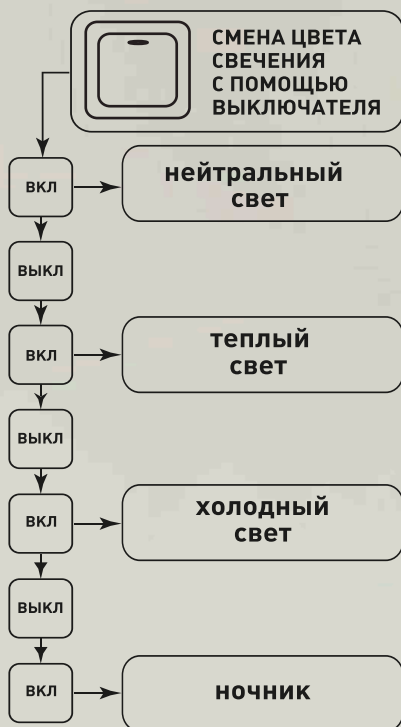 СМЕНА ЦВЕТА
СВЕЧЕНИЯ
С ПОМОЩЬЮ
ВЫКЛЮЧАТЕЛЯ
ВКЛ
нейтральный
свет
ВЫКЛ
ВКЛ
теплый
свет
ВЫКЛ
ВКЛ
холодный
свет
ВЫКЛ
ВКЛ
ночник